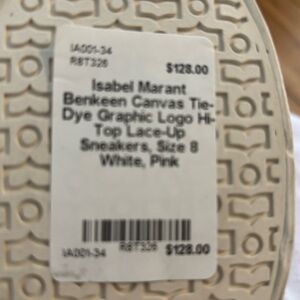 IA001-34
R8T326
$128.00
Isabel Marant
Benkeen Canvas Tie-
Dye Graphic Logo Hi-
Top Lace-Up
Sneakers, Size 8
White, Pink
IA001-34
R8T326
$128.00